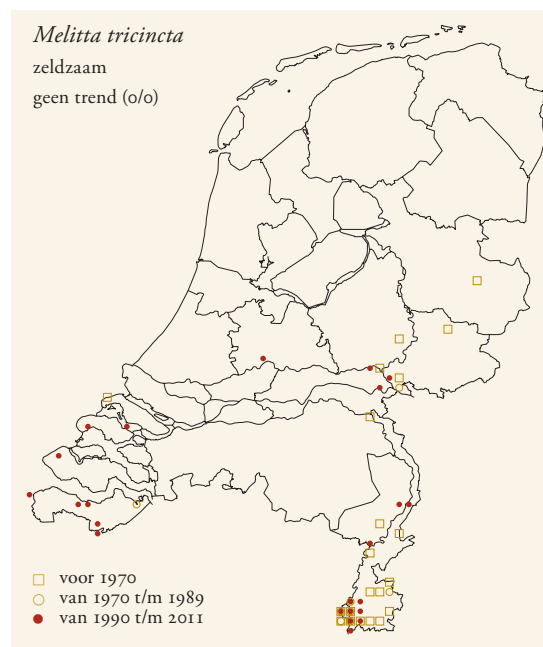 Melitta tricincta
zeldzaam
geen trend (0/0)
voor 1970
van 1970 t/m 1989
van 1990 t/m 2011